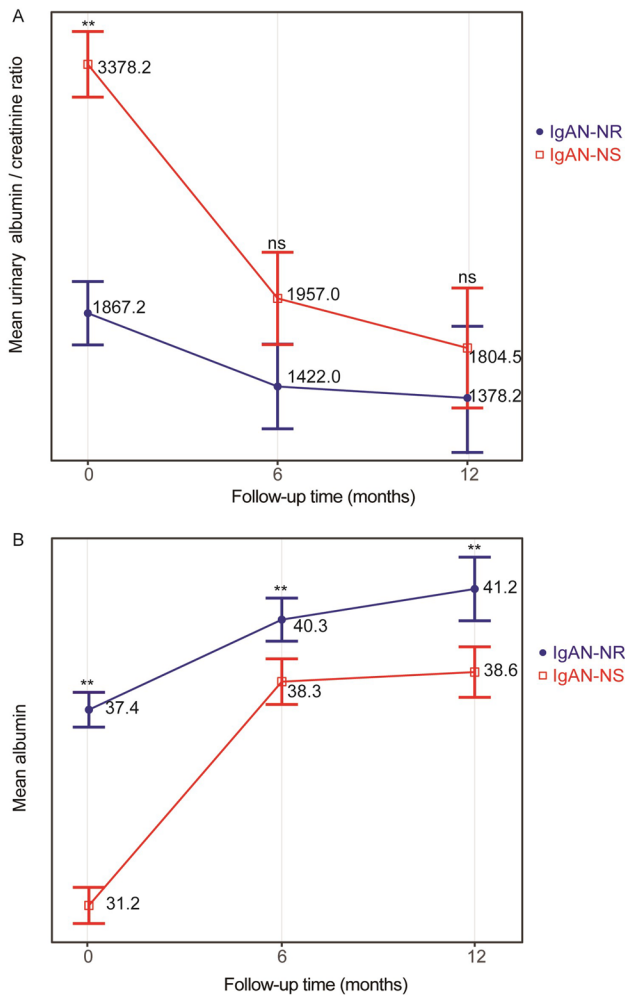 A
**
3378.2
Mean urinary albumin / creatinine ratio
IgAN-NR
IgAN-NS
ns
ns
1867.2
1957.0
1804.5
1422.0
1378.2
0
6
12
Follow-up time (months)
B
**
**
**
41.2
40.3
IgAN-NR
38.6
IgAN-NS
38.3
37.4
Mean albumin
31.2
0
6
12
Follow-up time (months)